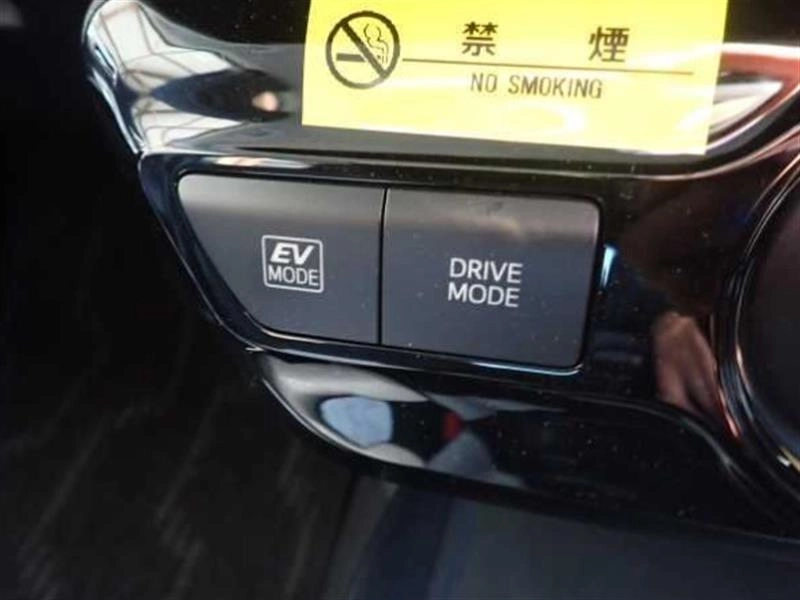 禁 煙
NO SMOKING
EV
MODE
DRIVE
MODE